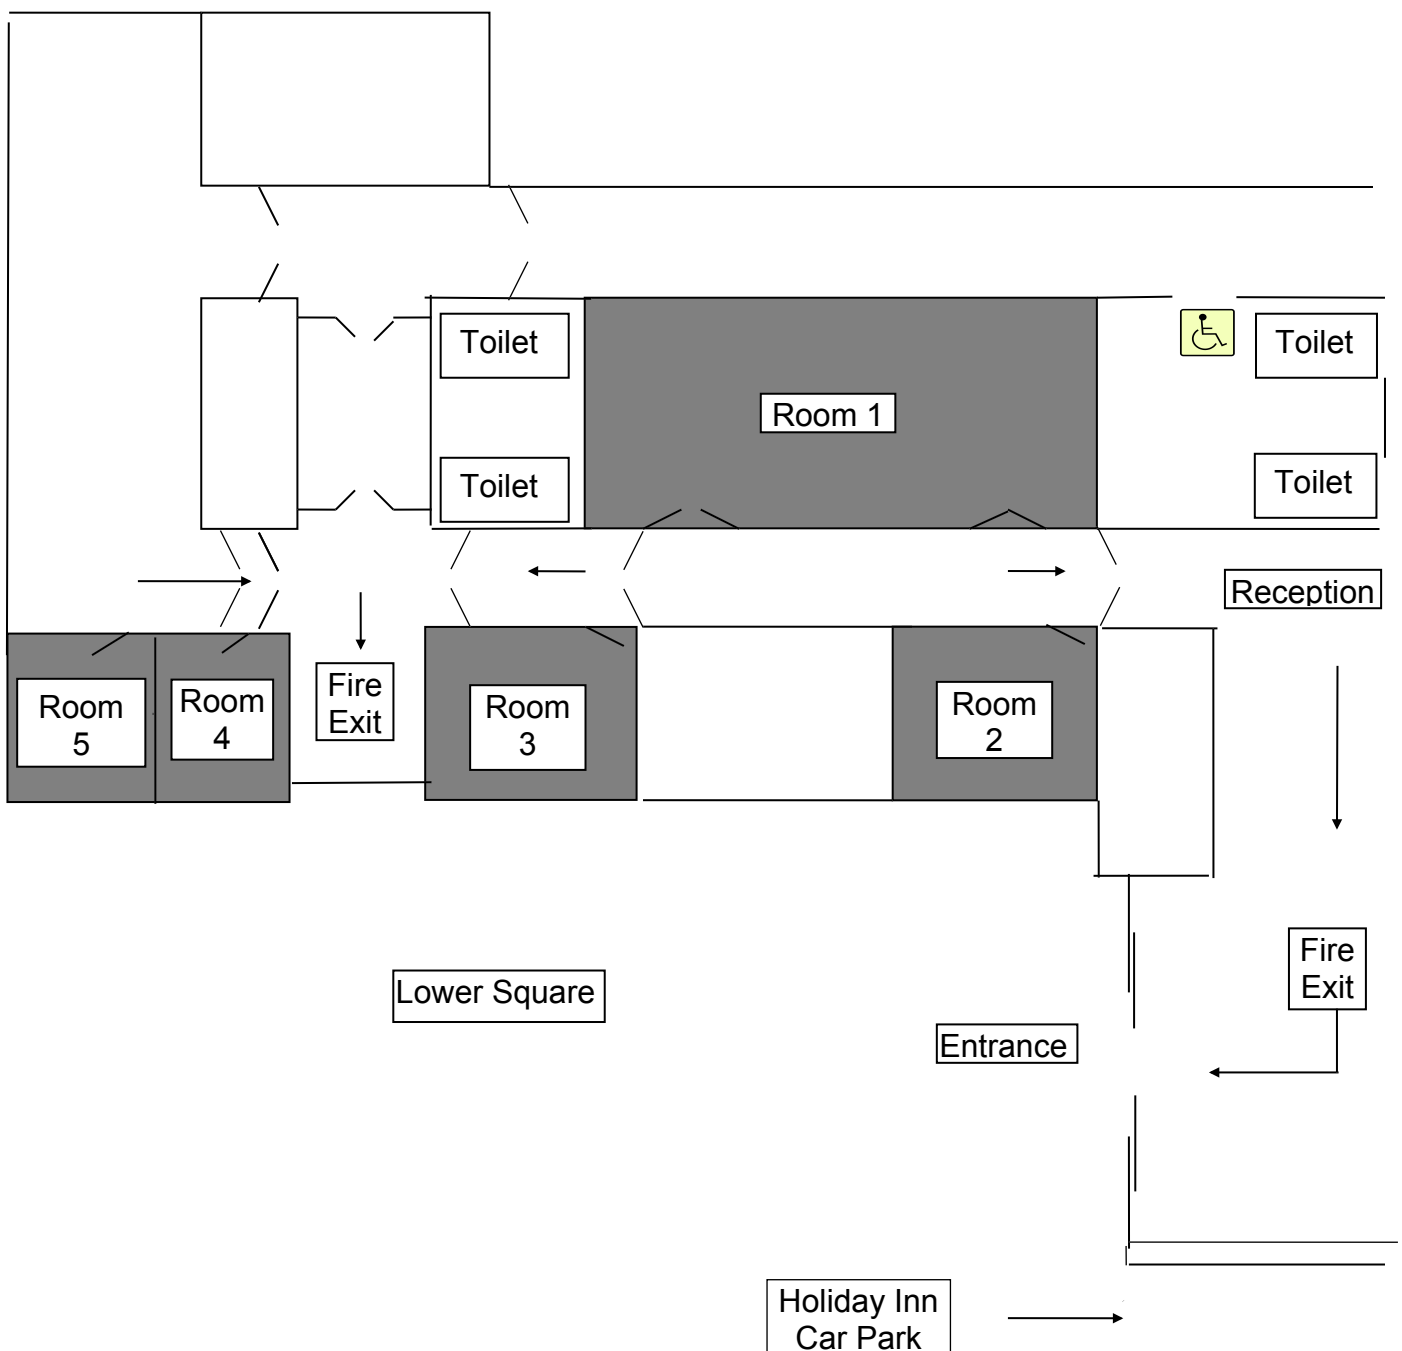 Toilet
Toilet
Room 1
Toilet
Toilet
Reception
Room
5
Room
4
Fire
Exit
Room
3
Room
2
Fire
Exit
Lower Square
Entrance
Holiday Inn
Car Park